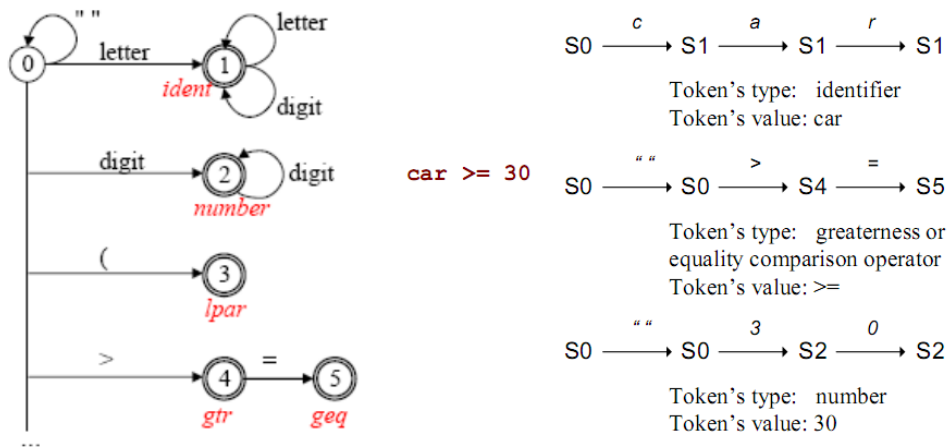 " "
0
letter
1
ident
letter
digit
digit
2
number
digit
(
3
lpar
>
4
gtr
=
5
geq
...
car >= 30
c a r
S0 S1 S1 S1
Token's type: identifier
Token's value: car
" " > =
S0 S0 S4 S5
Token's type: greaterness or
equality comparison operator
Token's value: >=
" " 3 0
S0 S0 S2 S2
Token's type: number
Token's value: 30